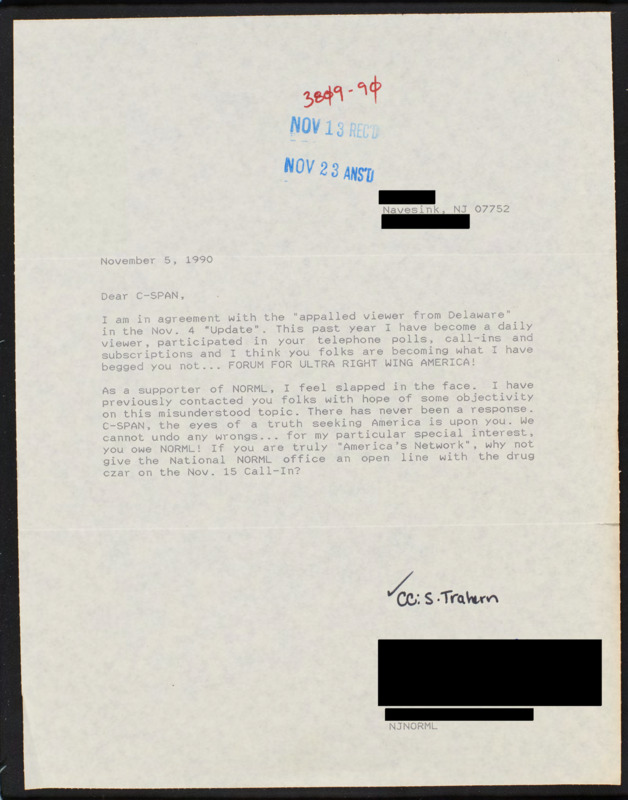 3809-90
NOV 13 REC'D
NOV 23 ANS'D
Navesink, NJ 07752
November 5, 1990
Dear C-SPAN,
I am in agreement with the "appalled viewer from Delaware"
in the Nov. 4 "Update". This past year I have become a daily
viewer, participated in your telephone polls, call-ins and
subscriptions and I think you folks are becoming what I have
begged you not... FORUM FOR ULTRA RIGHT WING AMERICA!
As a supporter of NORML, I feel slapped in the face. I have
previously contacted you folks with hope of some objectivity
on this misunderstood topic. There has never been a response.
C-SPAN, the eyes of a truth seeking America is upon you. We
cannot undo any wrongs... for my particular special interest,
you owe NORML! If you are truly "America's Network", why not
give the National NORML office an open line with the drug
czar on the Nov. 15 Call-In?
CC: S. Trahern
NJNORML